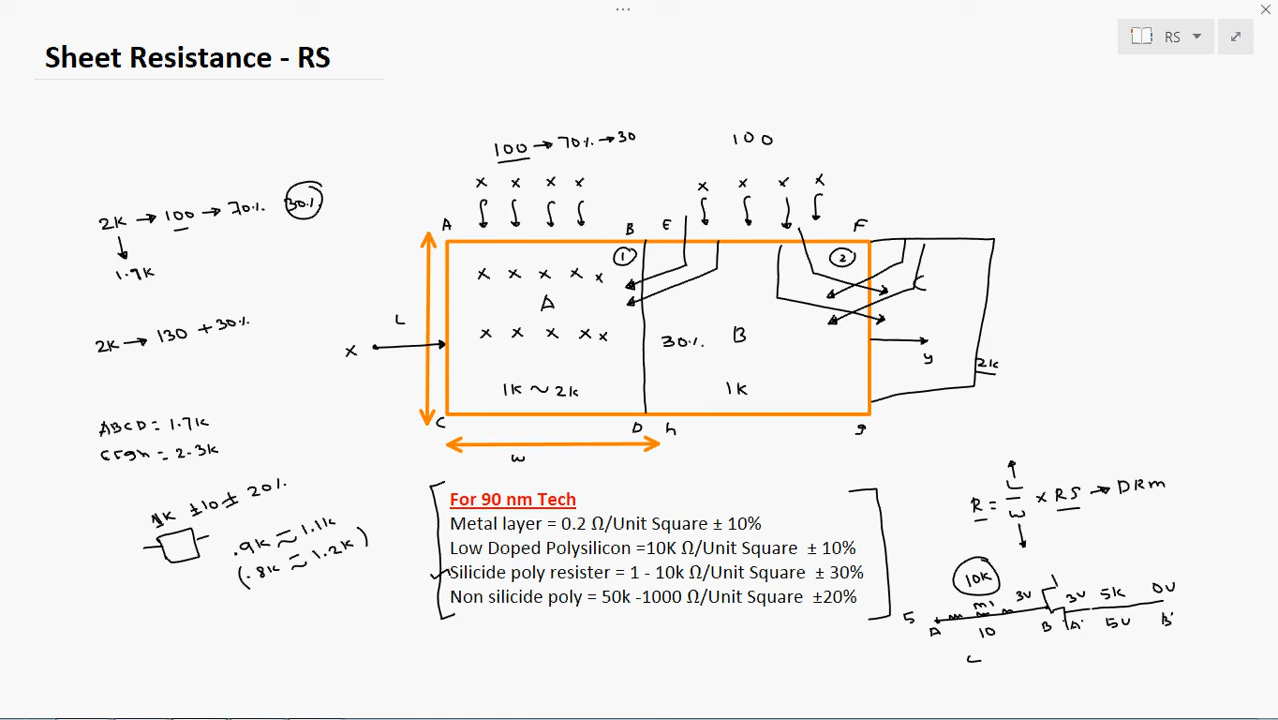 Sheet Resistance - RS
RS
100 → 70% → 30
100
x x x x
x x x x
2K → 100 → 70% 30%
1.7K
A B E F
1 2
x x x x x
A
C
L
2K → 130 + 30%
x x x x x
30% B
X
y
1K ~ 2K
1K
2K
C D h g
W
ABCD = 1.7K
= 2.3K
1K ±10 ± 20%
.9K ≈ 1.1K
(.8K ≈ 1.2K)
For 90 nm Tech
Metal layer = 0.2 Ω/Unit Square ± 10%
Low Doped Polysilicon =10K Ω/Unit Square ± 10%
Silicide poly resister = 1 - 10k Ω/Unit Square ± 30%
Non silicide poly = 50k -1000 Ω/Unit Square ±20%
R = L/W × RS → DRM
10K
m1 3V 3V 5K 0V
5 A 10 B A' 5V B'
L